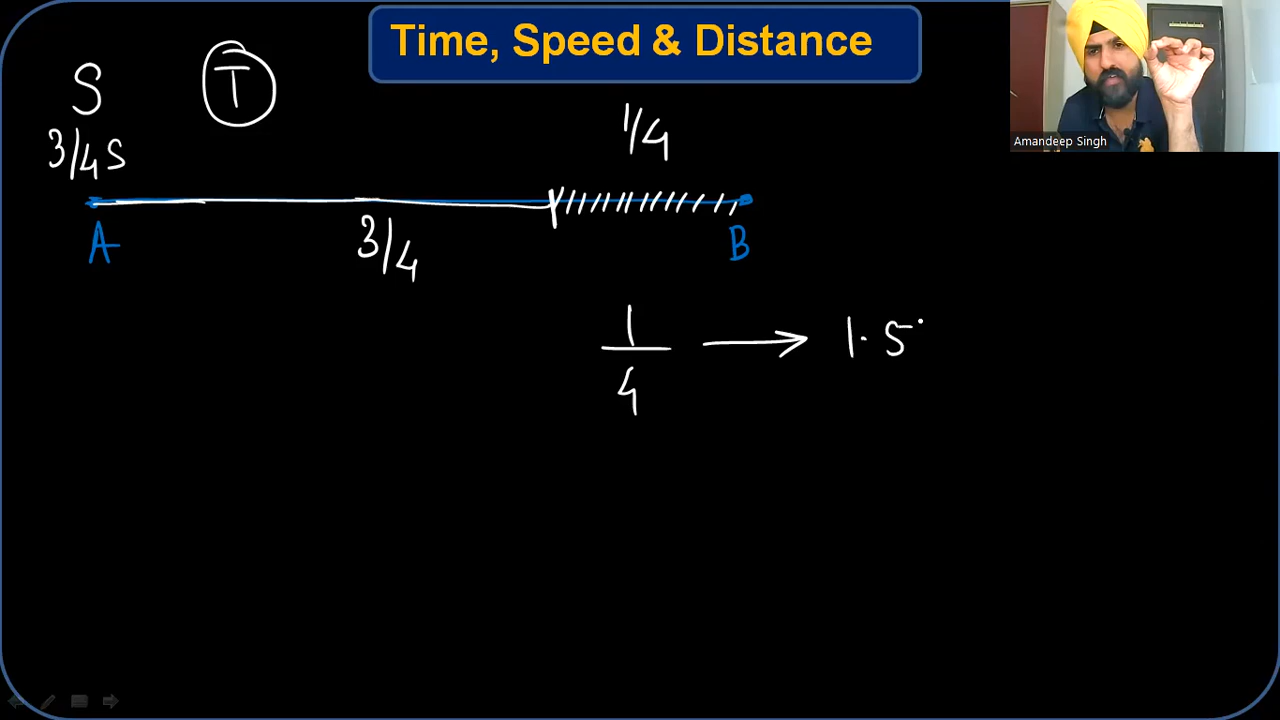 Time, Speed & Distance
S T
3/4 S
1/4
A 3/4 B
1/4 → 1.5
Amandeep Singh